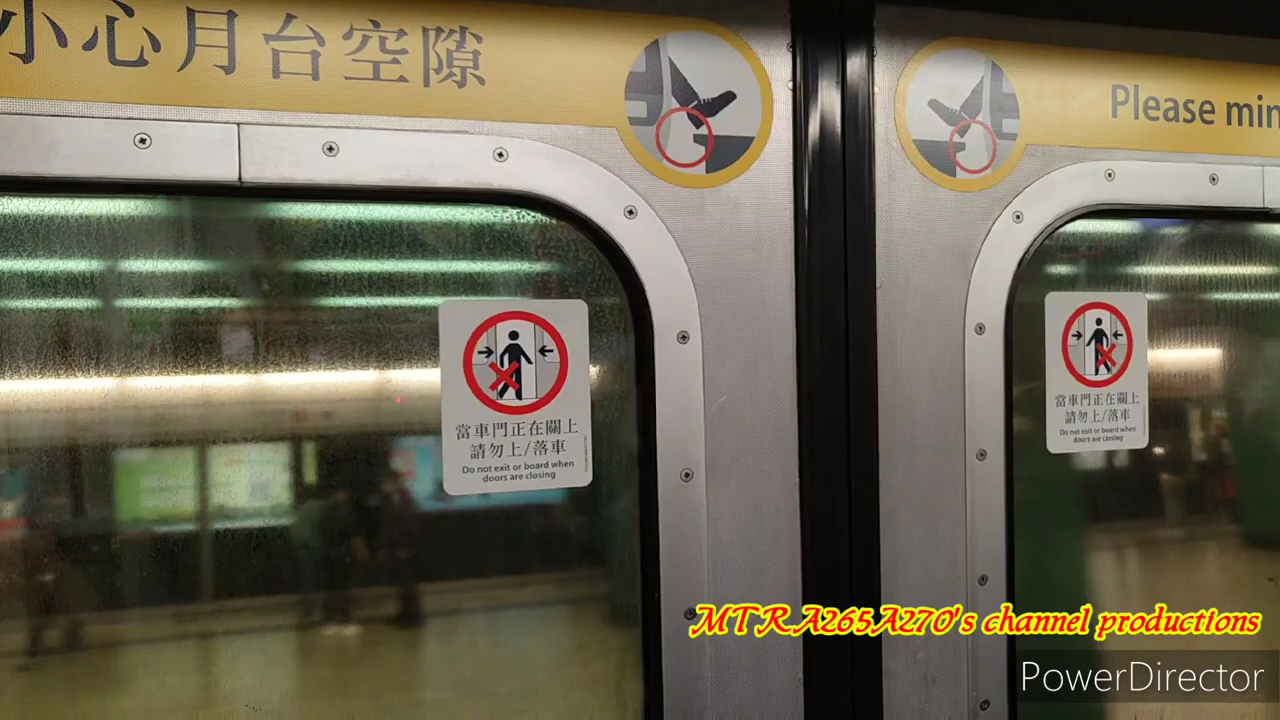 小心月台空隙
Please min
當車門正在關上
請勿上/落車
Do not exit or board when
doors are closing
當車門正在關上
請勿上/落車
Do not exit or board when
doors are closing
MTR A265A270's channel productions
PowerDirector